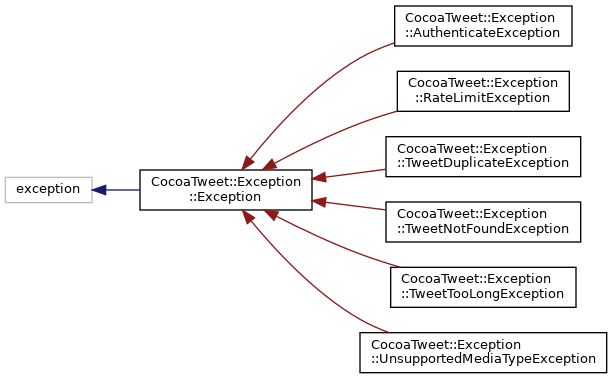 CocoaTweet::Exception
::AuthenticateException
CocoaTweet::Exception
::RateLimitException
CocoaTweet::Exception
::TweetDuplicateException
exception
CocoaTweet::Exception
::Exception
CocoaTweet::Exception
::TweetNotFoundException
CocoaTweet::Exception
::TweetTooLongException
CocoaTweet::Exception
::UnsupportedMediaTypeException